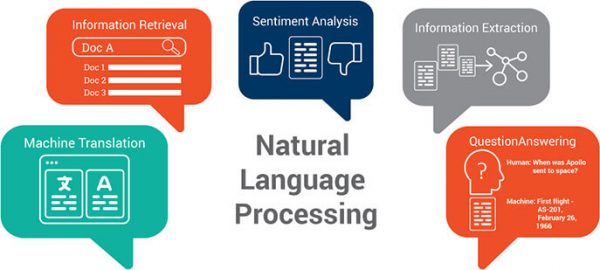 Information Retrieval
Doc A
Doc 1
Doc 2
Doc 3
Sentiment Analysis
Information Extraction
Machine Translation
文
A
Natural
Language
Processing
QuestionAnswering
?
Human: When was Apollo
sent to space?
Machine: First flight -
AS-201,
February 26,
1966